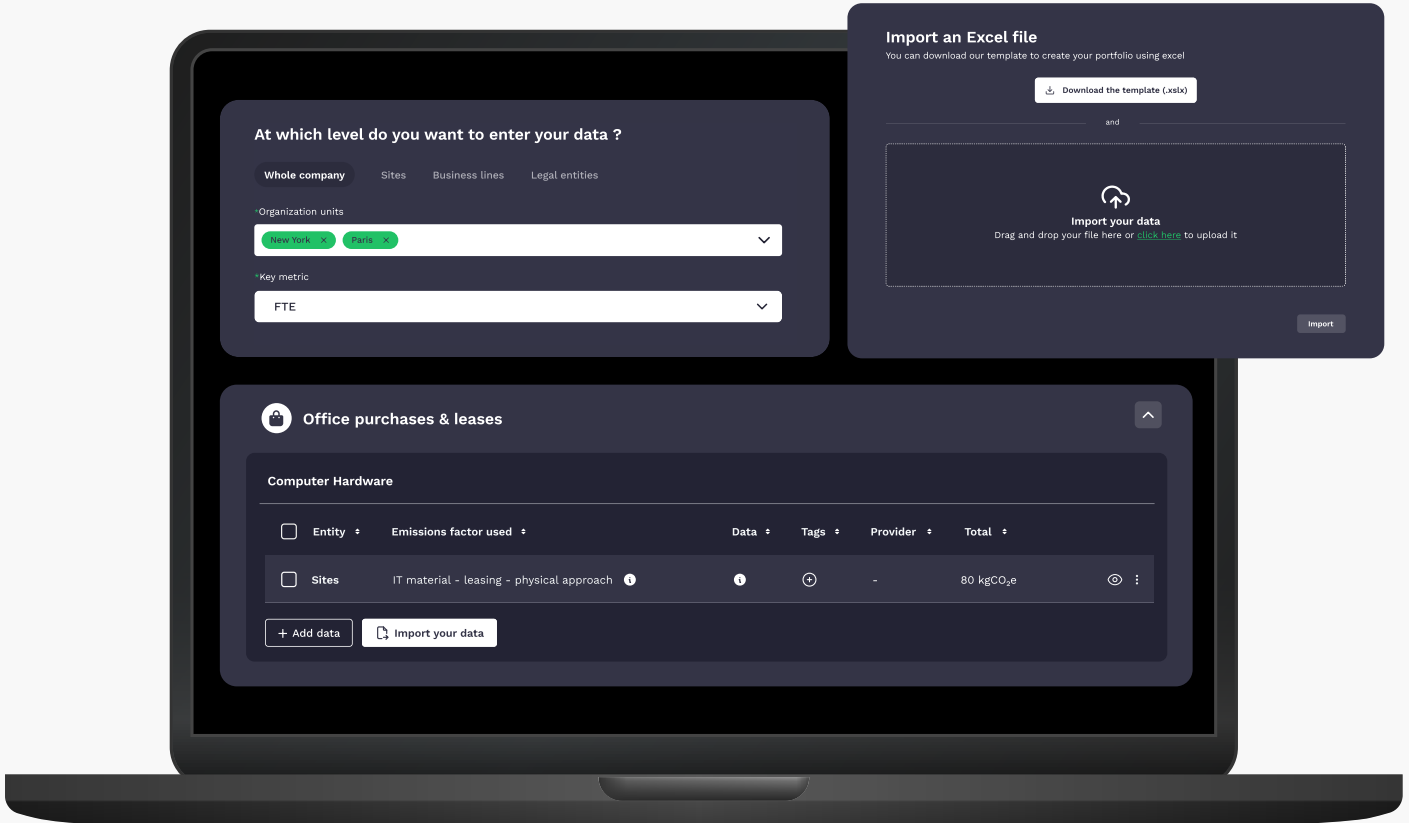 Import an Excel file
You can download our template to create your portfolio using excel
Download the template (.xslx)
and
Import your data
Drag and drop your file here or click here to upload it
Import
At which level do you want to enter your data ?
Whole company Sites Business lines Legal entities
*Organization units
New York × Paris ×
*Key metric
FTE
Office purchases & leases
Computer Hardware
Entity Emissions factor used Data Tags Provider Total
Sites IT material - leasing - physical approach i i - 80 kgCO₂e
+ Add data Import your data